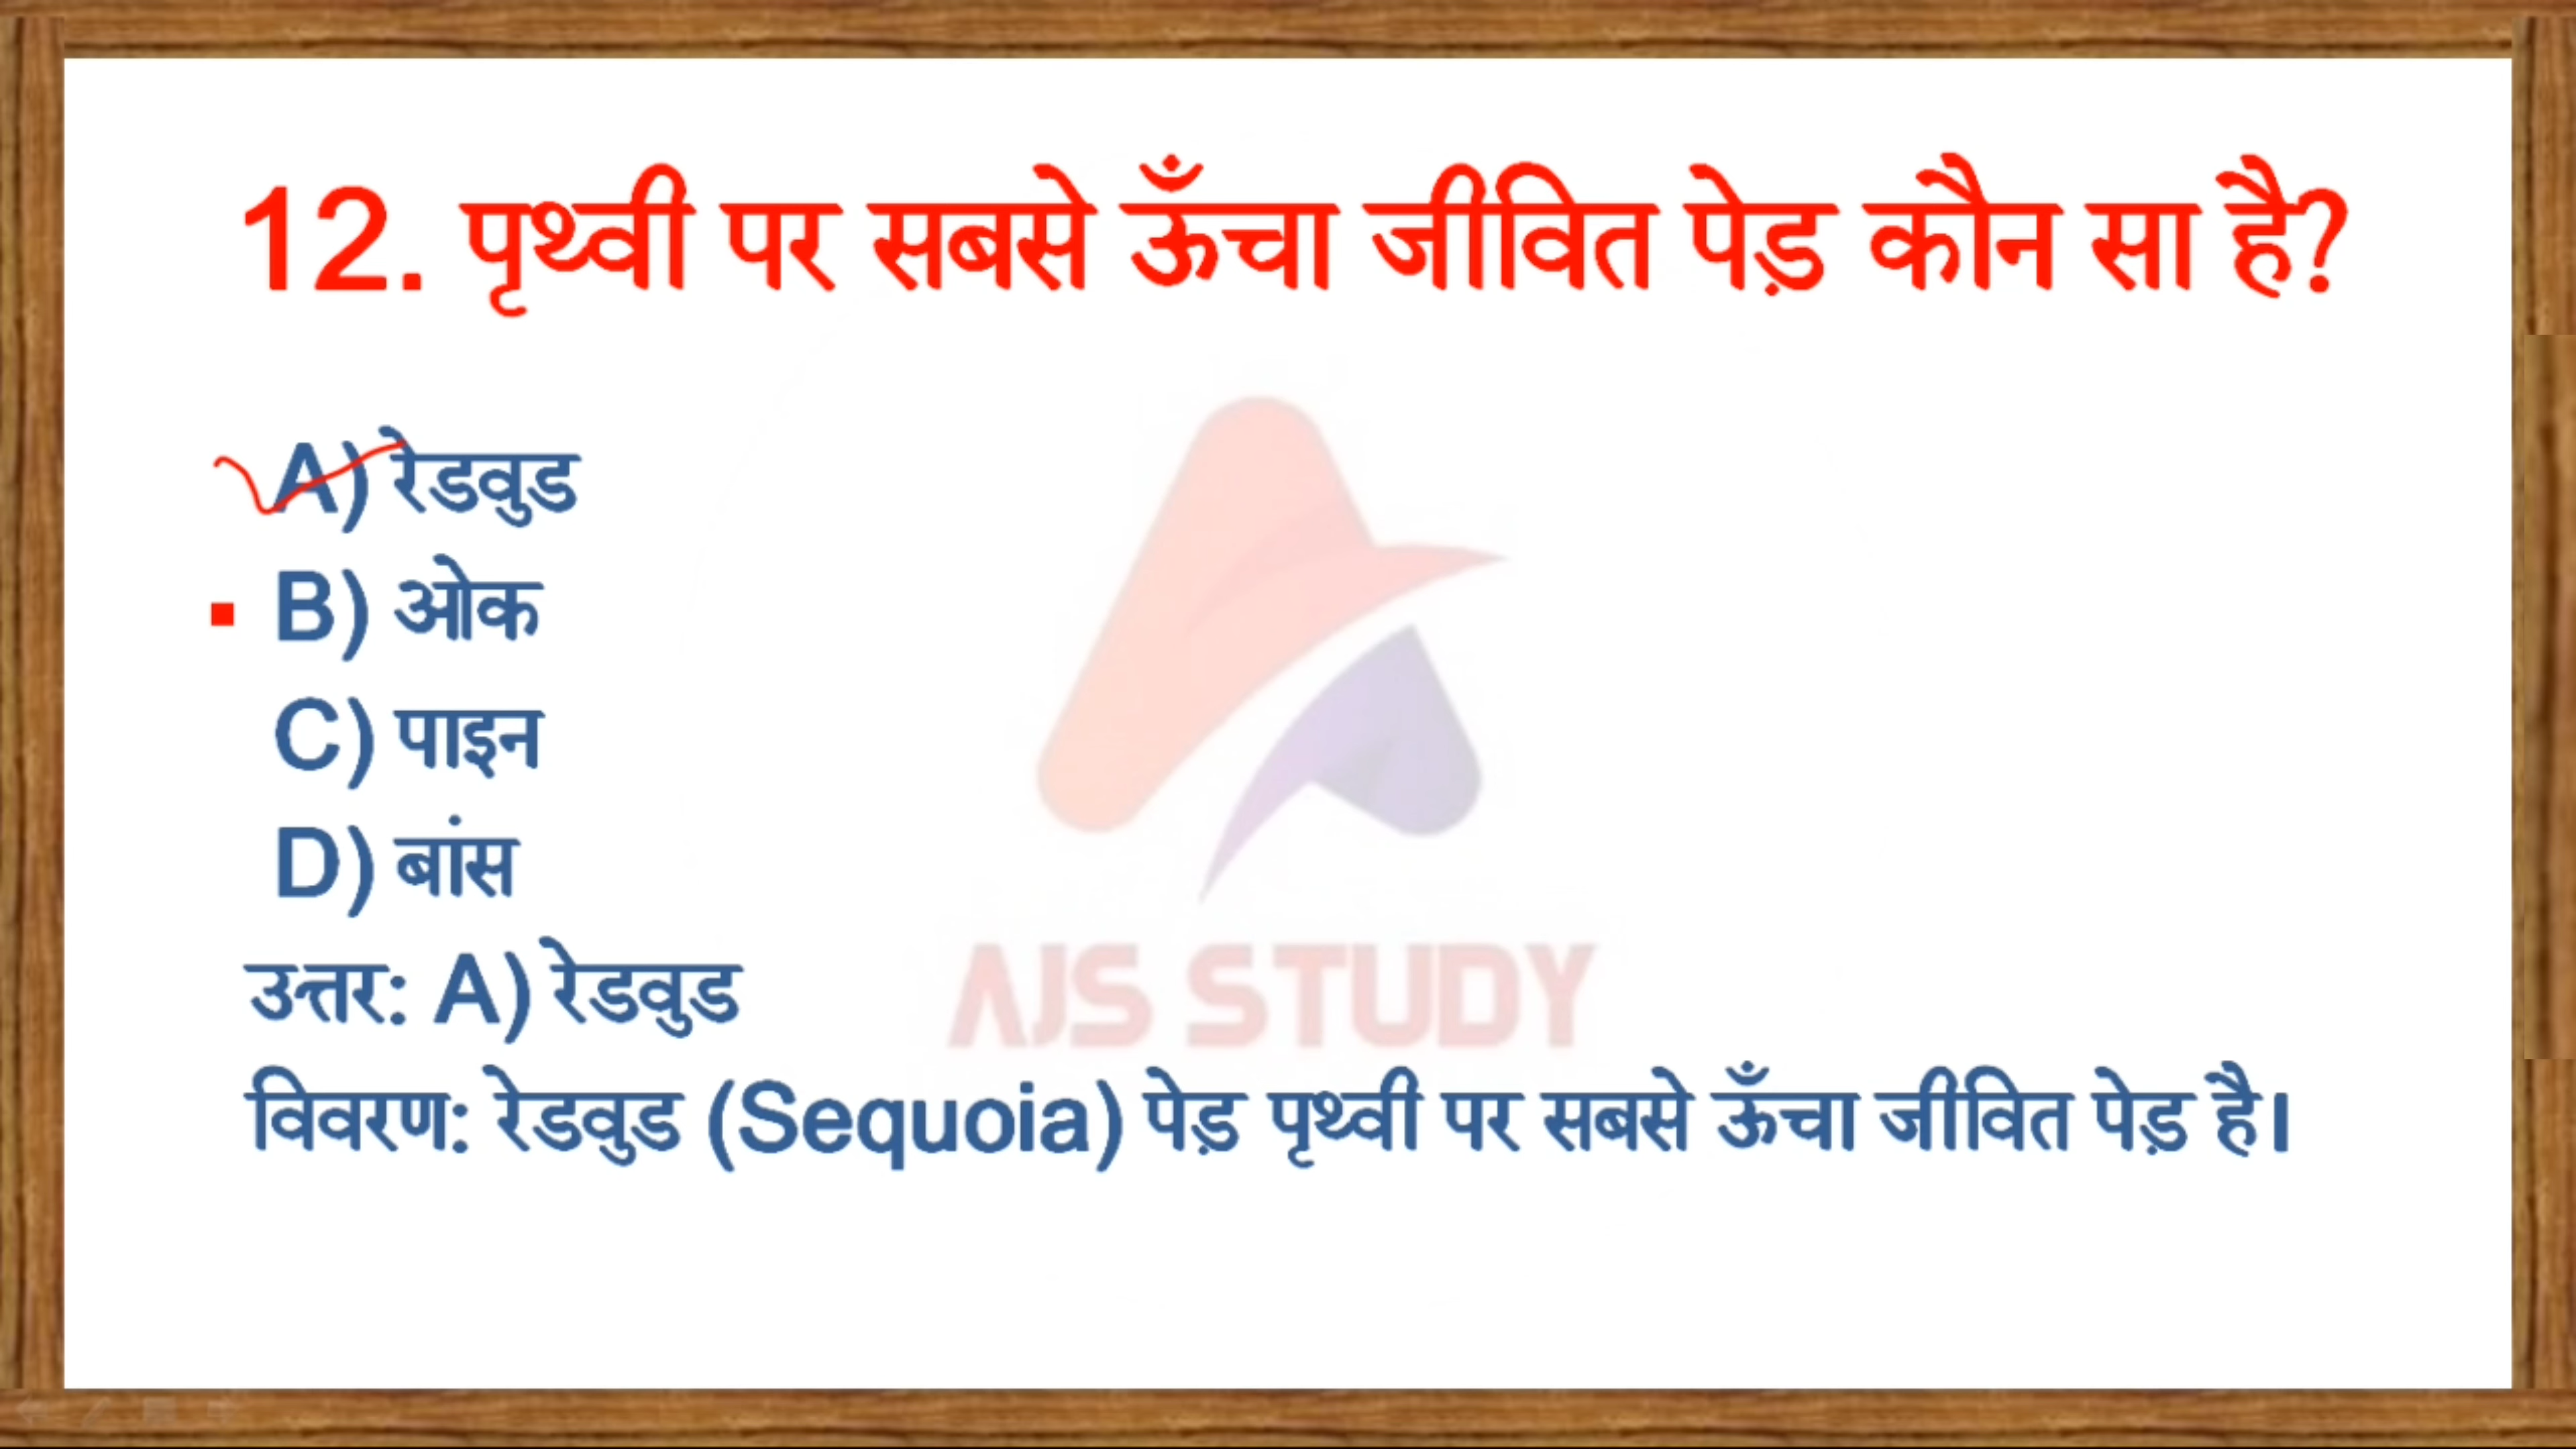 12. पृथ्वी पर सबसे ऊँचा जीवित पेड़ कौन सा है?
A) रेडवुड
B) ओक
C) पाइन
D) बांस
उत्तर: A) रेडवुड
AJS STUDY
विवरण: रेडवुड (Sequoia) पेड़ पृथ्वी पर सबसे ऊँचा जीवित पेड़ है।